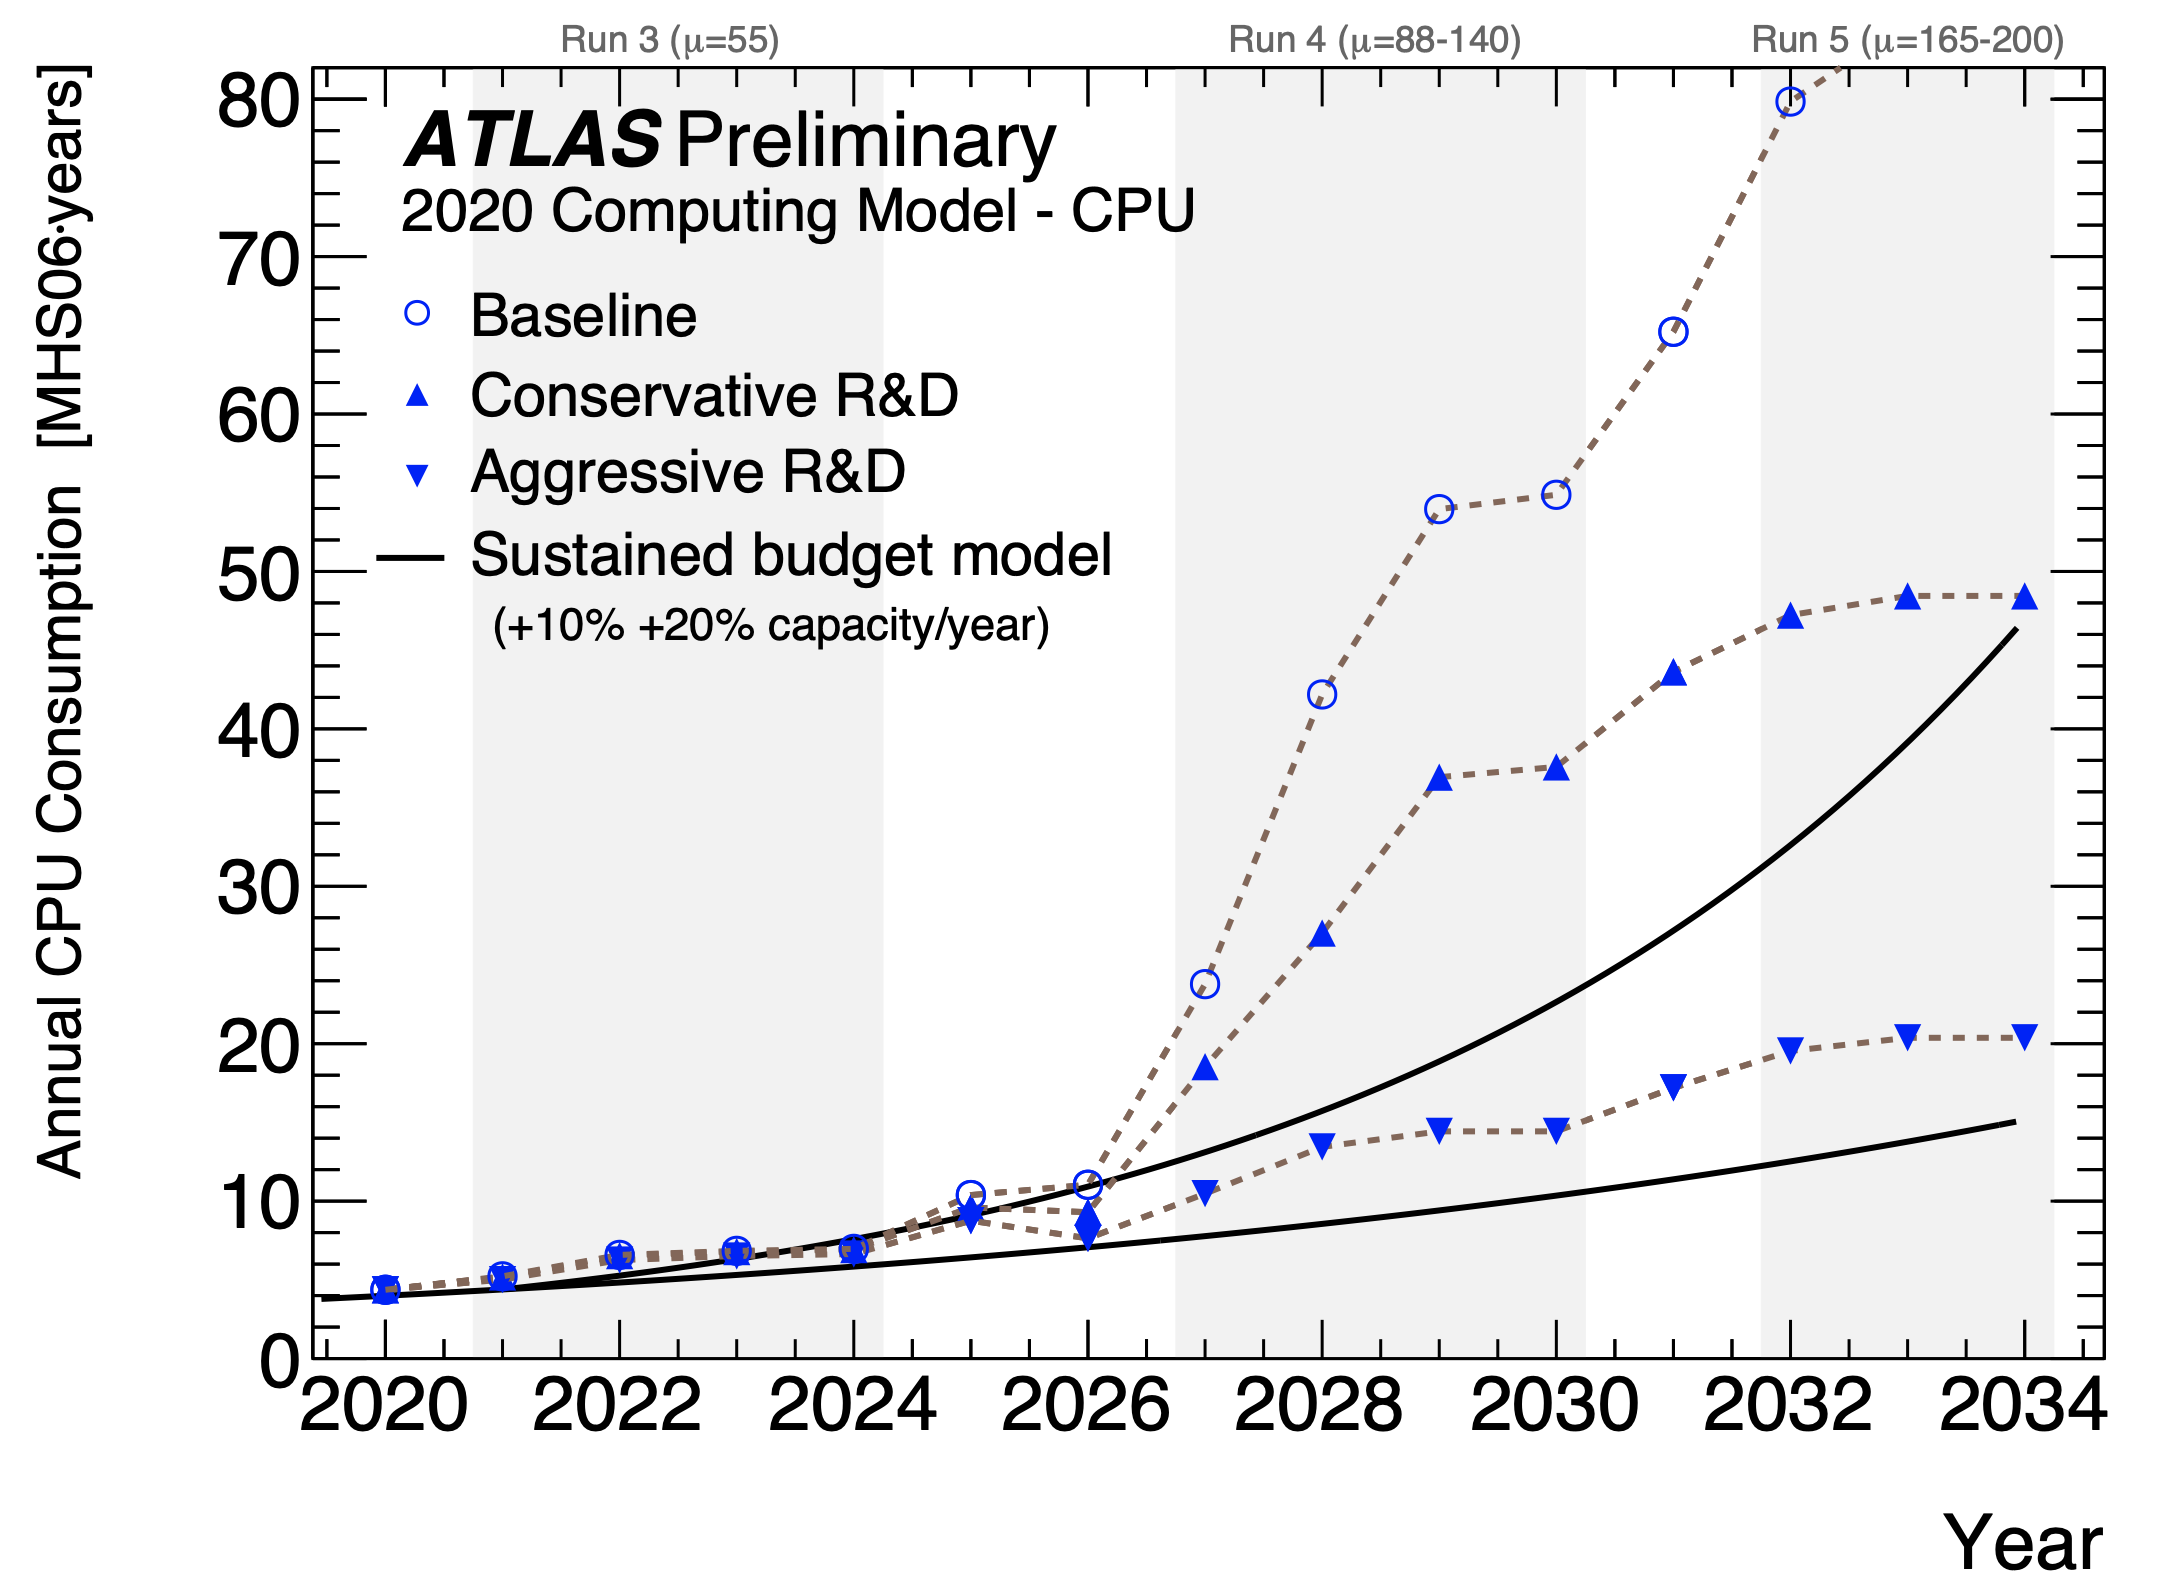 Run 3 (μ=55)
Run 4 (μ=88-140)
Run 5 (μ=165-200)
Annual CPU Consumption [MHS06·years]
80
70
60
50
40
30
20
10
0
ATLAS Preliminary
2020 Computing Model - CPU
Baseline
Conservative R&D
Aggressive R&D
Sustained budget model
(+10% +20% capacity/year)
2020 2022 2024 2026 2028 2030 2032 2034
Year